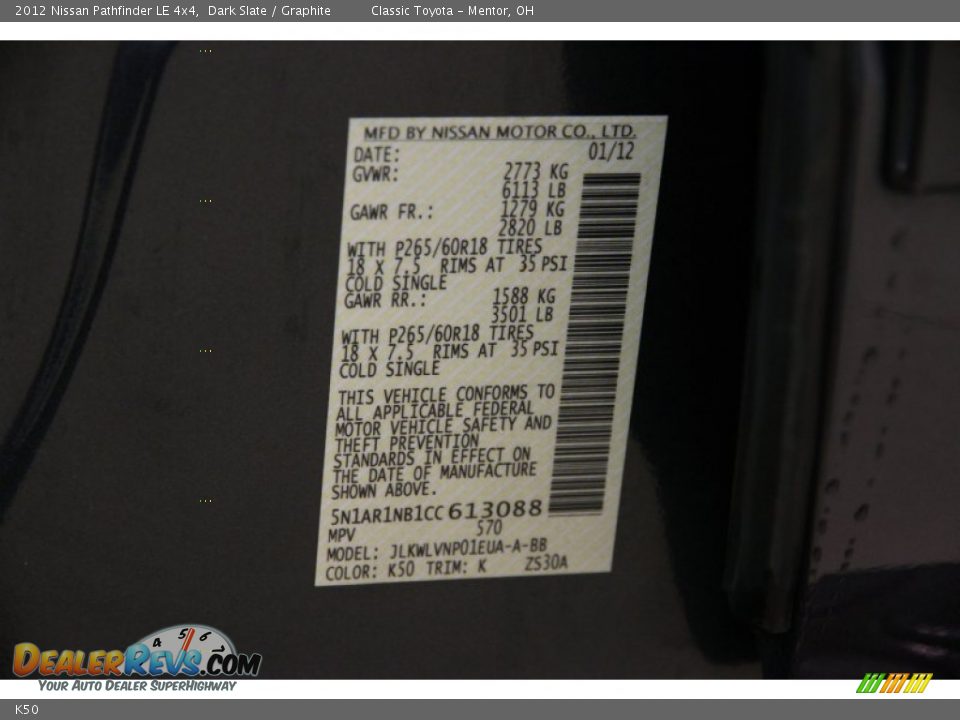 2012 Nissan Pathfinder LE 4x4, Dark Slate / Graphite Classic Toyota - Mentor, OH
MFD BY NISSAN MOTOR CO., LTD.
DATE: 01/12
GVWR: 2773 KG
6113 LB
GAWR FR.: 1279 KG
2820 LB
WITH P265/60R18 TIRES
18 X 7.5 RIMS AT 35 PSI
COLD SINGLE
GAWR RR.: 1588 KG
3501 LB
WITH P265/60R18 TIRES
18 X 7.5 RIMS AT 35 PSI
COLD SINGLE
THIS VEHICLE CONFORMS TO
ALL APPLICABLE FEDERAL
MOTOR VEHICLE SAFETY AND
THEFT PREVENTION
STANDARDS IN EFFECT ON
THE DATE OF MANUFACTURE
SHOWN ABOVE.
5N1AR1NB1CC 613088
MPV 570
MODEL: JLKWLVNP01EUA-A-BB
COLOR: K50 TRIM: K ZS30A
4 5 6
DEALERREVS.COM
YOUR AUTO DEALER SUPERHIGHWAY
K50